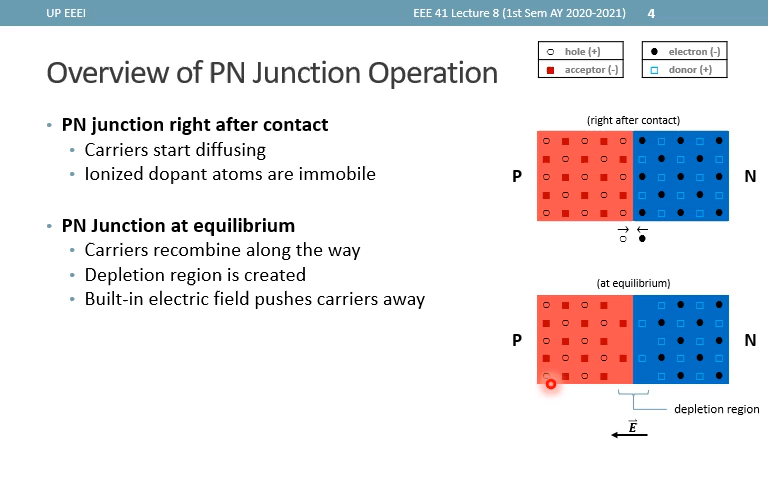 UP EEEI
EEE 41 Lecture 8 (1st Sem AY 2020-2021)
4
Overview of PN Junction Operation
hole (+)
electron (-)
acceptor (-)
donor (+)
• PN junction right after contact
• Carriers start diffusing
• Ionized dopant atoms are immobile
• PN Junction at equilibrium
• Carriers recombine along the way
• Depletion region is created
• Built-in electric field pushes carriers away
(right after contact)
P
N
(at equilibrium)
P
N
depletion region
E